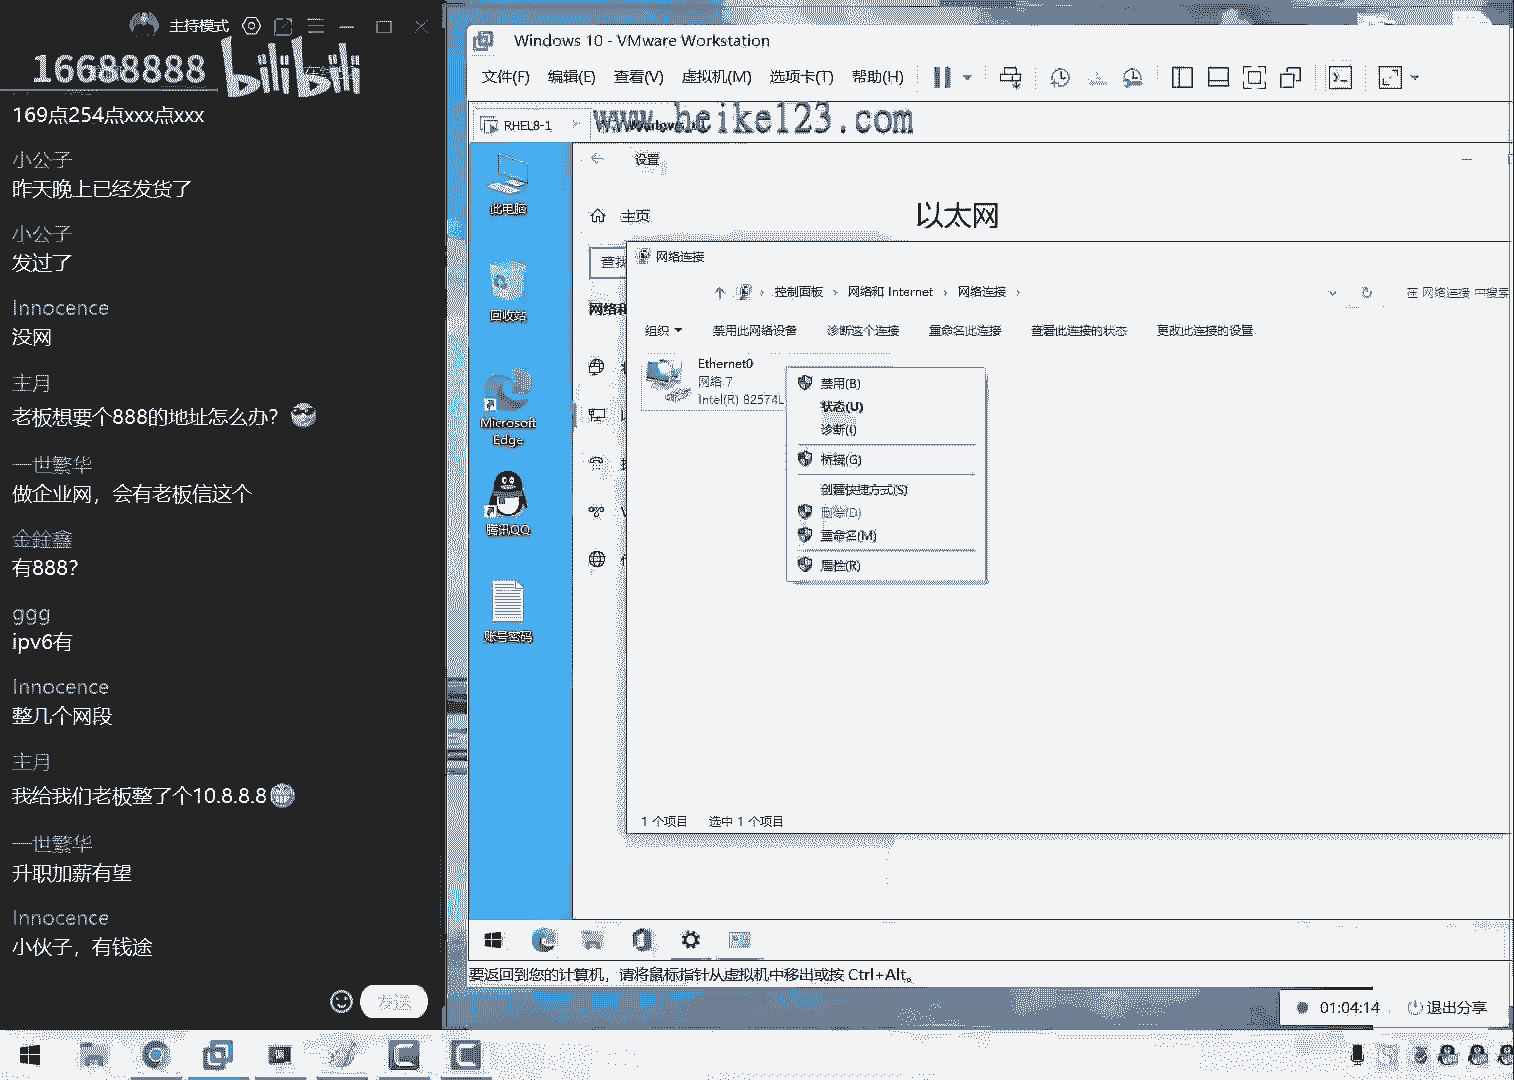 主持模式
16688888
bilibili
169点254点xxx点xxx
小公子
昨天晚上已经发货了
小公子
发过了
Innocence
没网
主月
老板想要个888的地址怎么办?
一世繁华
做企业网，会有老板信这个
金銓鑫
有888?
ggg
ipv6有
Innocence
整几个网段
主月
我给我们老板整了个10.8.8.8
一世繁华
升职加薪有望
Innocence
小伙子，有钱途
发送
Windows 10 - VMware Workstation
文件(F) 编辑(E) 查看(V) 虚拟机(M) 选项卡(T) 帮助(H)
RHEL8-1
www.heike123.com
此电脑
回收站
Microsoft
Edge
腾讯QQ
账号密码
设置
主页
以太网
查找
网络和
网络连接
控制面板 › 网络和 Internet › 网络连接 ›
在 网络连接 中搜索
组织 禁用此网络设备 诊断这个连接 重命名此连接 查看此连接的状态 更改此连接的设置
Ethernet0
网络 7
Intel(R) 82574L
禁用(B)
状态(U)
诊断(I)
桥接(G)
创建快捷方式(S)
删除(D)
重命名(M)
属性(R)
1 个项目 选中 1 个项目
要返回到您的计算机，请将鼠标指针从虚拟机中移出或按 Ctrl+Alt。
01:04:14
退出分享